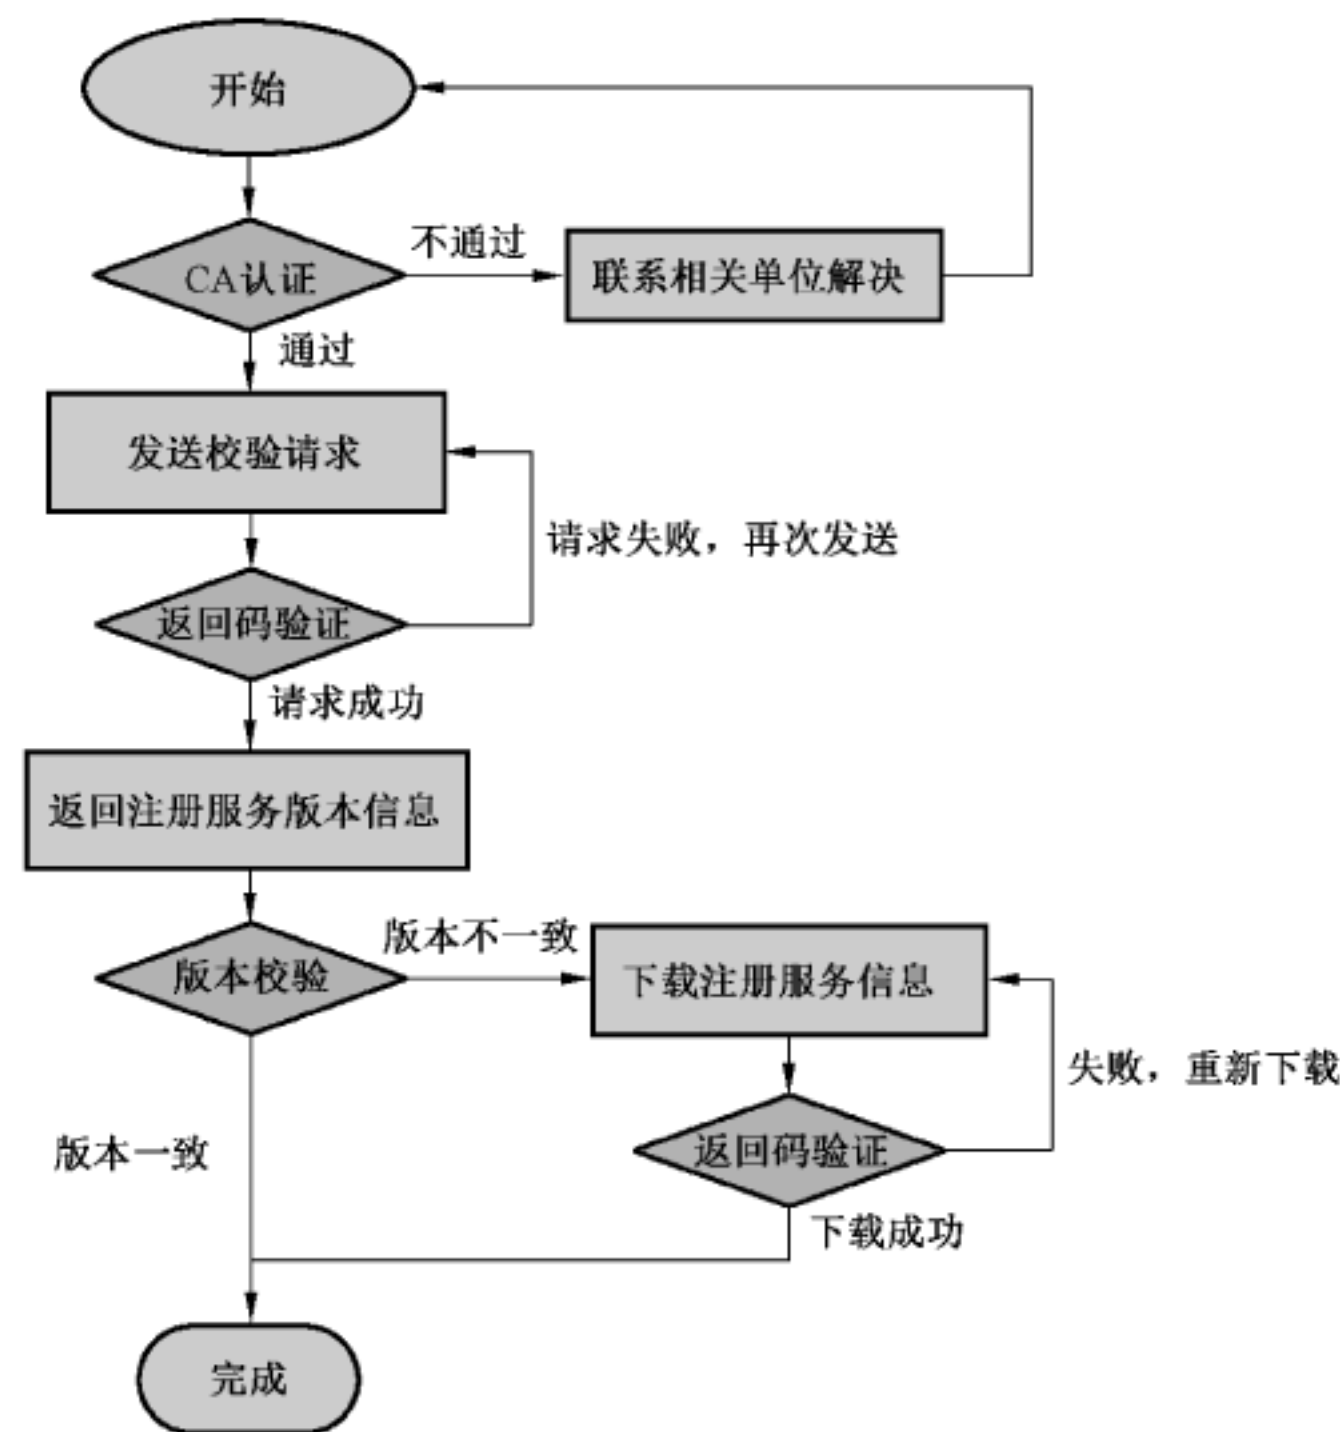 开始
不通过
CA认证
联系相关单位解决
通过
发送校验请求
请求失败，再次发送
返回码验证
请求成功
返回注册服务版本信息
版本不一致
版本校验
下载注册服务信息
失败，重新下载
版本一致
返回码验证
下载成功
完成